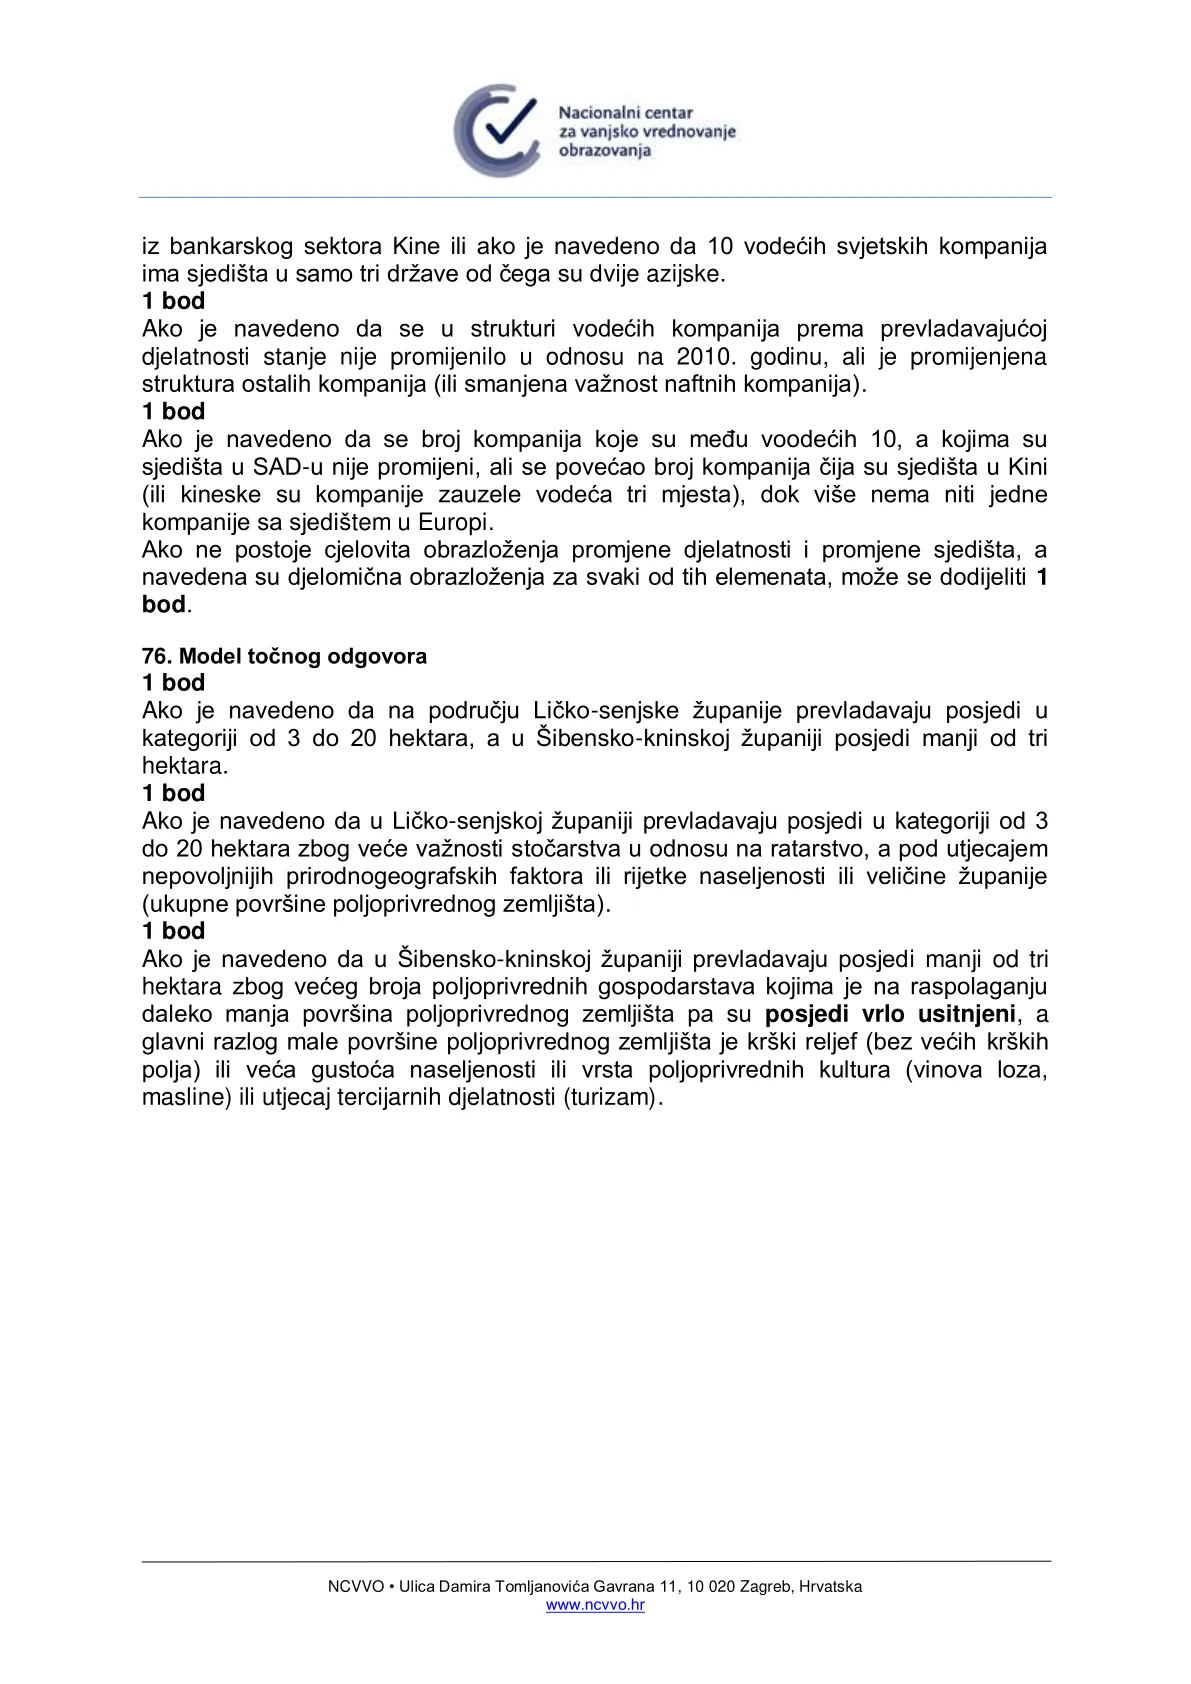 Nacionalni centar
za vanjsko vrednovanje
obrazovanja
iz bankarskog sektora Kine ili ako je navedeno da 10 vodećih svjetskih kompanija
ima sjedišta u samo tri države od čega su dvije azijske.
1 bod
Ako je navedeno da se u strukturi vodećih kompanija prema prevladavajućoj
djelatnosti stanje nije promijenilo u odnosu na 2010. godinu, ali je promijenjena
struktura ostalih kompanija (ili smanjena važnost naftnih kompanija).
1 bod
Ako je navedeno da se broj kompanija koje su među voodećih 10, a kojima su
sjedišta u SAD-u nije promijeni, ali se povećao broj kompanija čija su sjedišta u Kini
(ili kineske su kompanije zauzele vodeća tri mjesta), dok više nema niti jedne
kompanije sa sjedištem u Europi.
Ako ne postoje cjelovita obrazloženja promjene djelatnosti i promjene sjedišta, a
navedena su djelomična obrazloženja za svaki od tih elemenata, može se dodijeliti 1
bod.
76. Model točnog odgovora
1 bod
Ako je navedeno da na području Ličko-senjske županije prevladavaju posjedi u
kategoriji od 3 do 20 hektara, a u Šibensko-kninskoj županiji posjedi manji od tri
hektara.
1 bod
Ako je navedeno da u Ličko-senjskoj županiji prevladavaju posjedi u kategoriji od 3
do 20 hektara zbog veće važnosti stočarstva u odnosu na ratarstvo, a pod utjecajem
nepovoljnijih prirodnogeografskih faktora ili rijetke naseljenosti ili veličine županije
(ukupne površine poljoprivrednog zemljišta).
1 bod
Ako je navedeno da u Šibensko-kninskoj županiji prevladavaju posjedi manji od tri
hektara zbog većeg broja poljoprivrednih gospodarstava kojima je na raspolaganju
daleko manja površina poljoprivrednog zemljišta pa su posjedi vrlo usitnjeni, a
glavni razlog male površine poljoprivrednog zemljišta je krški reljef (bez većih krških
polja) ili veća gustoća naseljenosti ili vrsta poljoprivrednih kultura (vinova loza,
masline) ili utjecaj tercijarnih djelatnosti (turizam).
NCVVO • Ulica Damira Tomljanovića Gavrana 11, 10 020 Zagreb, Hrvatska
www.ncvvo.hr